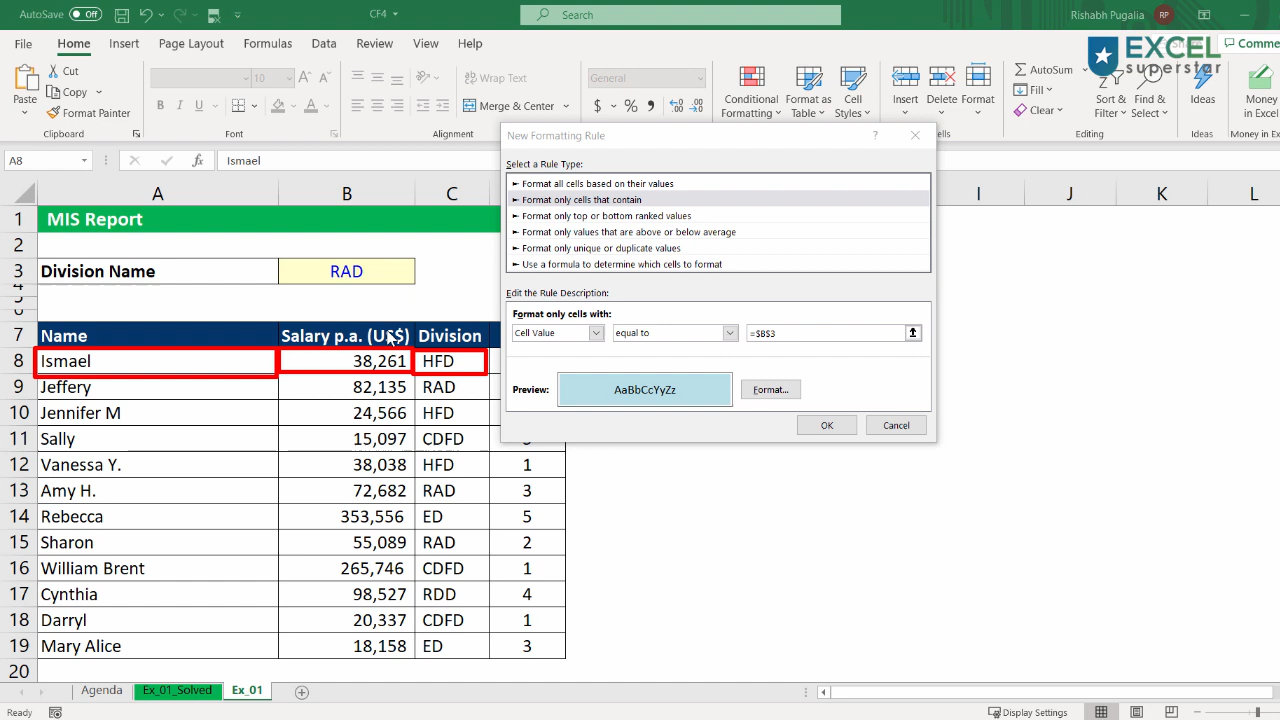 AutoSave Off CF4 Search Rishabh Pugalia RP
File Home Insert Page Layout Formulas Data Review View Help Comme
EXCEL
superstar
Paste Cut
Copy
Format Painter
Clipboard
10
B I U A
Font
Wrap Text
Merge & Center
Alignment
General
$ %
Conditional Formatting
Format as Table
Cell Styles
Insert Delete Format
AutoSum
Fill
Clear
Sort & Filter
Find & Select
Editing
Ideas
Ideas
Money in Excel
Money in Ex
A8 fx Ismael
New Formatting Rule ?
Select a Rule Type:
► Format all cells based on their values
► Format only cells that contain
► Format only top or bottom ranked values
► Format only values that are above or below average
► Format only unique or duplicate values
► Use a formula to determine which cells to format
Edit the Rule Description:
Format only cells with:
Cell Value equal to =$B$3
Preview: AaBbCcYyZz Format...
OK Cancel
A B C I J K L
1 MIS Report
2
3 Division Name RAD
7 Name Salary p.a. (US$) Division
8 Ismael 38,261 HFD
9 Jeffery 82,135 RAD
10 Jennifer M 24,566 HFD
11 Sally 15,097 CDFD
12 Vanessa Y. 38,038 HFD 1
13 Amy H. 72,682 RAD 3
14 Rebecca 353,556 ED 5
15 Sharon 55,089 RAD 2
16 William Brent 265,746 CDFD 1
17 Cynthia 98,527 RDD 4
18 Darryl 20,337 CDFD 1
19 Mary Alice 18,158 ED 3
20
Agenda Ex_01_Solved Ex_01
Ready Display Settings